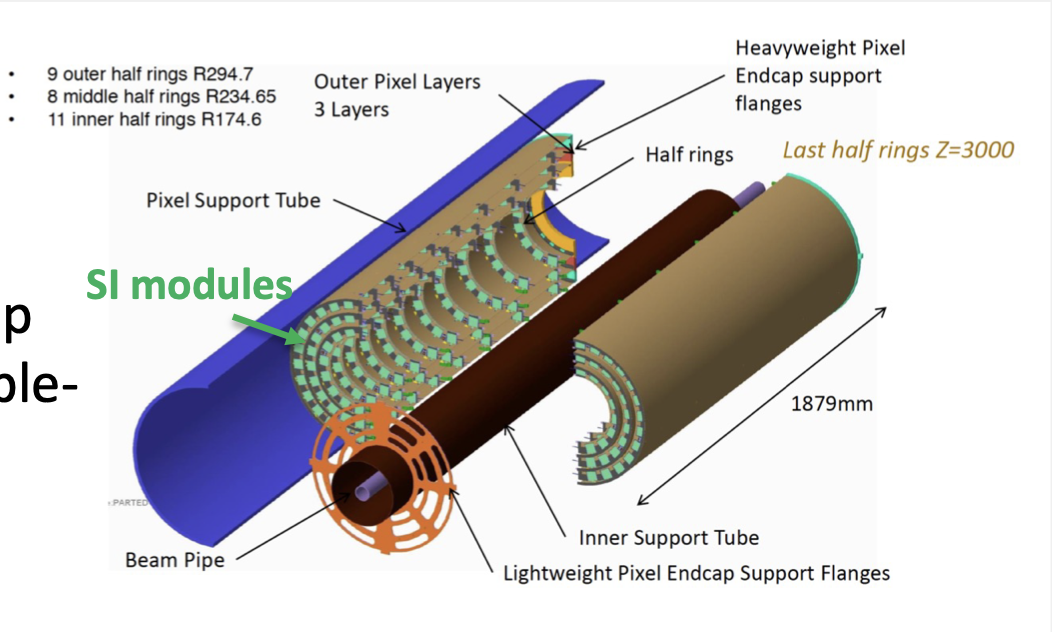 • 9 outer half rings R294.7
• 8 middle half rings R234.65
• 11 inner half rings R174.6
Outer Pixel Layers
3 Layers
Heavyweight Pixel
Endcap support
flanges
Half rings
Last half rings Z=3000
Pixel Support Tube
SI modules
p
ble-
1879mm
:PARTED
Beam Pipe
Inner Support Tube
Lightweight Pixel Endcap Support Flanges